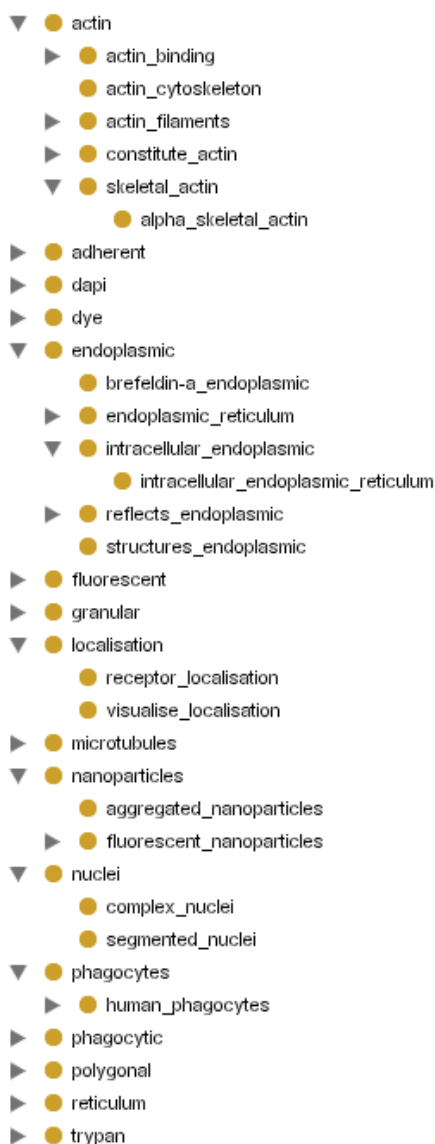 actin
actin_binding
actin_cytoskeleton
actin_filaments
constitute_actin
skeletal_actin
alpha_skeletal_actin
adherent
dapi
dye
endoplasmic
brefeldin-a_endoplasmic
endoplasmic_reticulum
intracellular_endoplasmic
intracellular_endoplasmic_reticulum
reflects_endoplasmic
structures_endoplasmic
fluorescent
granular
localisation
receptor_localisation
visualise_localisation
microtubules
nanoparticles
aggregated_nanoparticles
fluorescent_nanoparticles
nuclei
complex_nuclei
segmented_nuclei
phagocytes
human_phagocytes
phagocytic
polygonal
reticulum
trypan